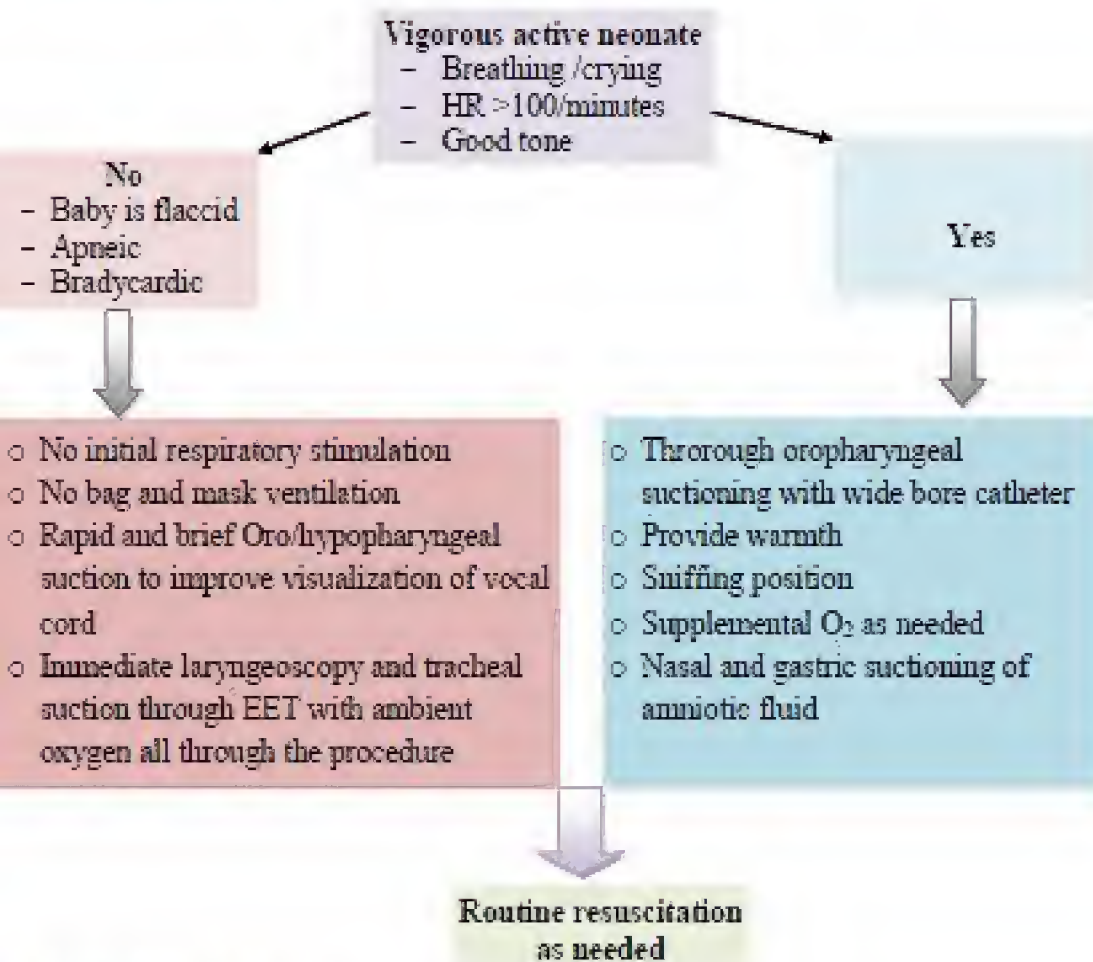 Vigorous active neonate
– Breathing /crying
– HR >100/minutes
– Good tone
No
– Baby is flaccid
– Apneic
– Bradycardic
Yes
o No initial respiratory stimulation
o No bag and mask ventilation
o Rapid and brief Oro/hypopharyngeal
suction to improve visualization of vocal
cord
o Immediate laryngeoscopy and tracheal
suction through EET with ambient
oxygen all through the procedure
o Throrough oropharyngeal
suctioning with wide bore catheter
o Provide warmth
o Sniffing position
o Supplemental O₂ as needed
o Nasal and gastric suctioning of
amniotic fluid
Routine resuscitation
as needed